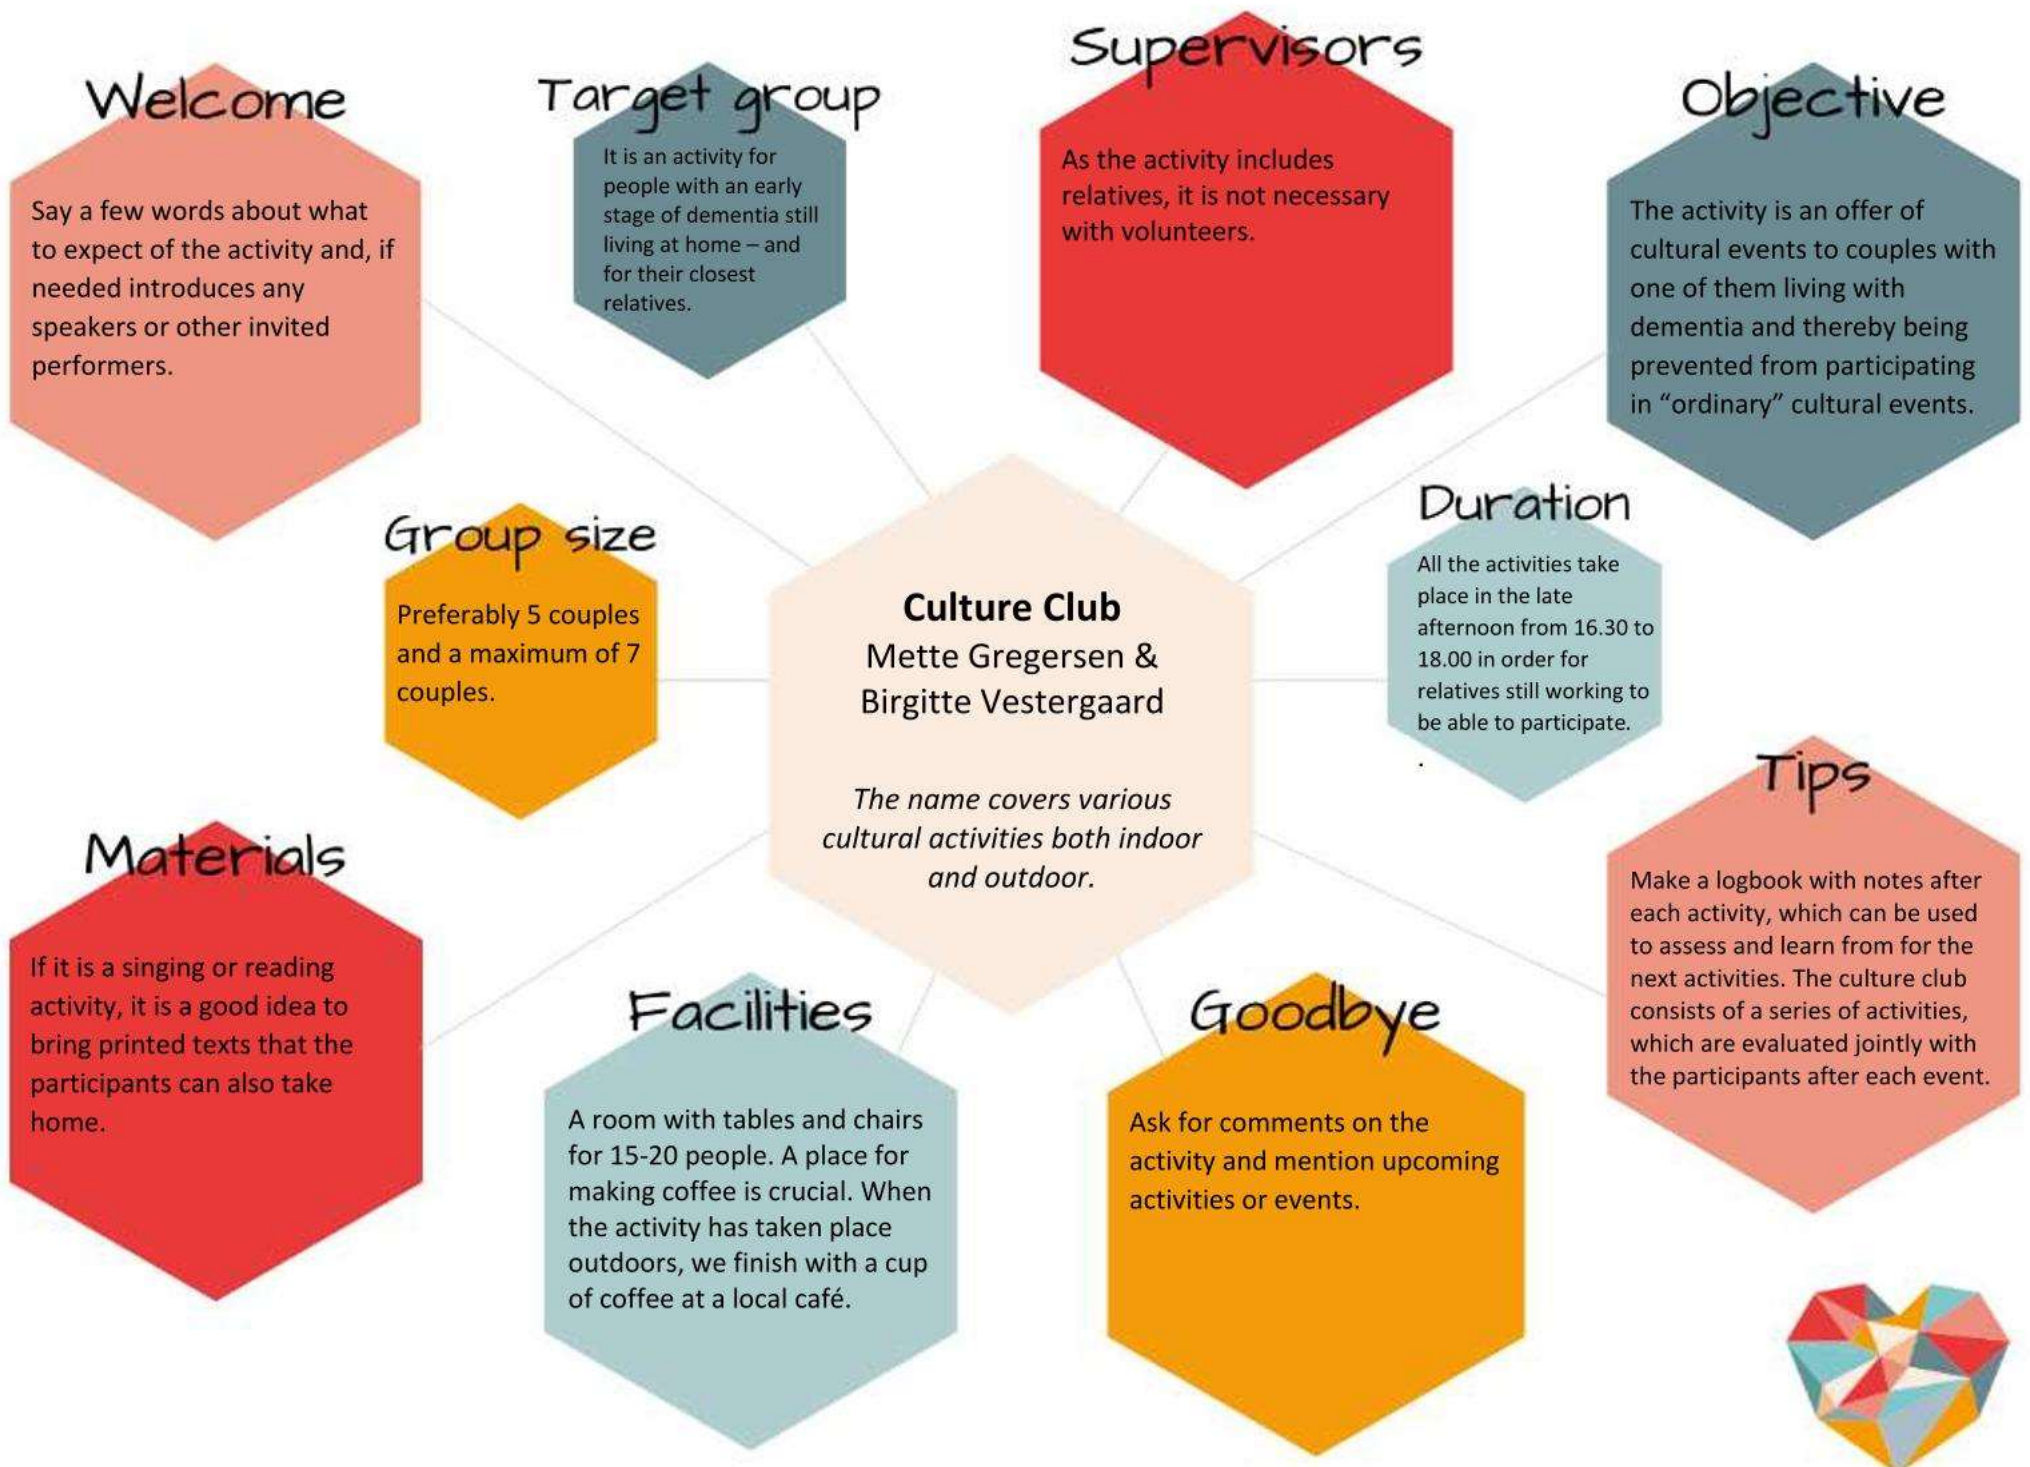 Welcome
Say a few words about what
to expect of the activity and, if
needed introduces any
speakers or other invited
performers.
Target group
It is an activity for
people with an early
stage of dementia still
living at home – and
for their closest
relatives.
Supervisors
As the activity includes
relatives, it is not necessary
with volunteers.
Objective
The activity is an offer of
cultural events to couples with
one of them living with
dementia and thereby being
prevented from participating
in “ordinary” cultural events.
Group size
Preferably 5 couples
and a maximum of 7
couples.
Culture Club
Mette Gregersen &
Birgitte Vestergaard
The name covers various
cultural activities both indoor
and outdoor.
Duration
All the activities take
place in the late
afternoon from 16.30 to
18.00 in order for
relatives still working to
be able to participate.
.
Tips
Make a logbook with notes after
each activity, which can be used
to assess and learn from for the
next activities. The culture club
consists of a series of activities,
which are evaluated jointly with
the participants after each event.
Materials
If it is a singing or reading
activity, it is a good idea to
bring printed texts that the
participants can also take
home.
Facilities
A room with tables and chairs
for 15-20 people. A place for
making coffee is crucial. When
the activity has taken place
outdoors, we finish with a cup
of coffee at a local café.
Goodbye
Ask for comments on the
activity and mention upcoming
activities or events.